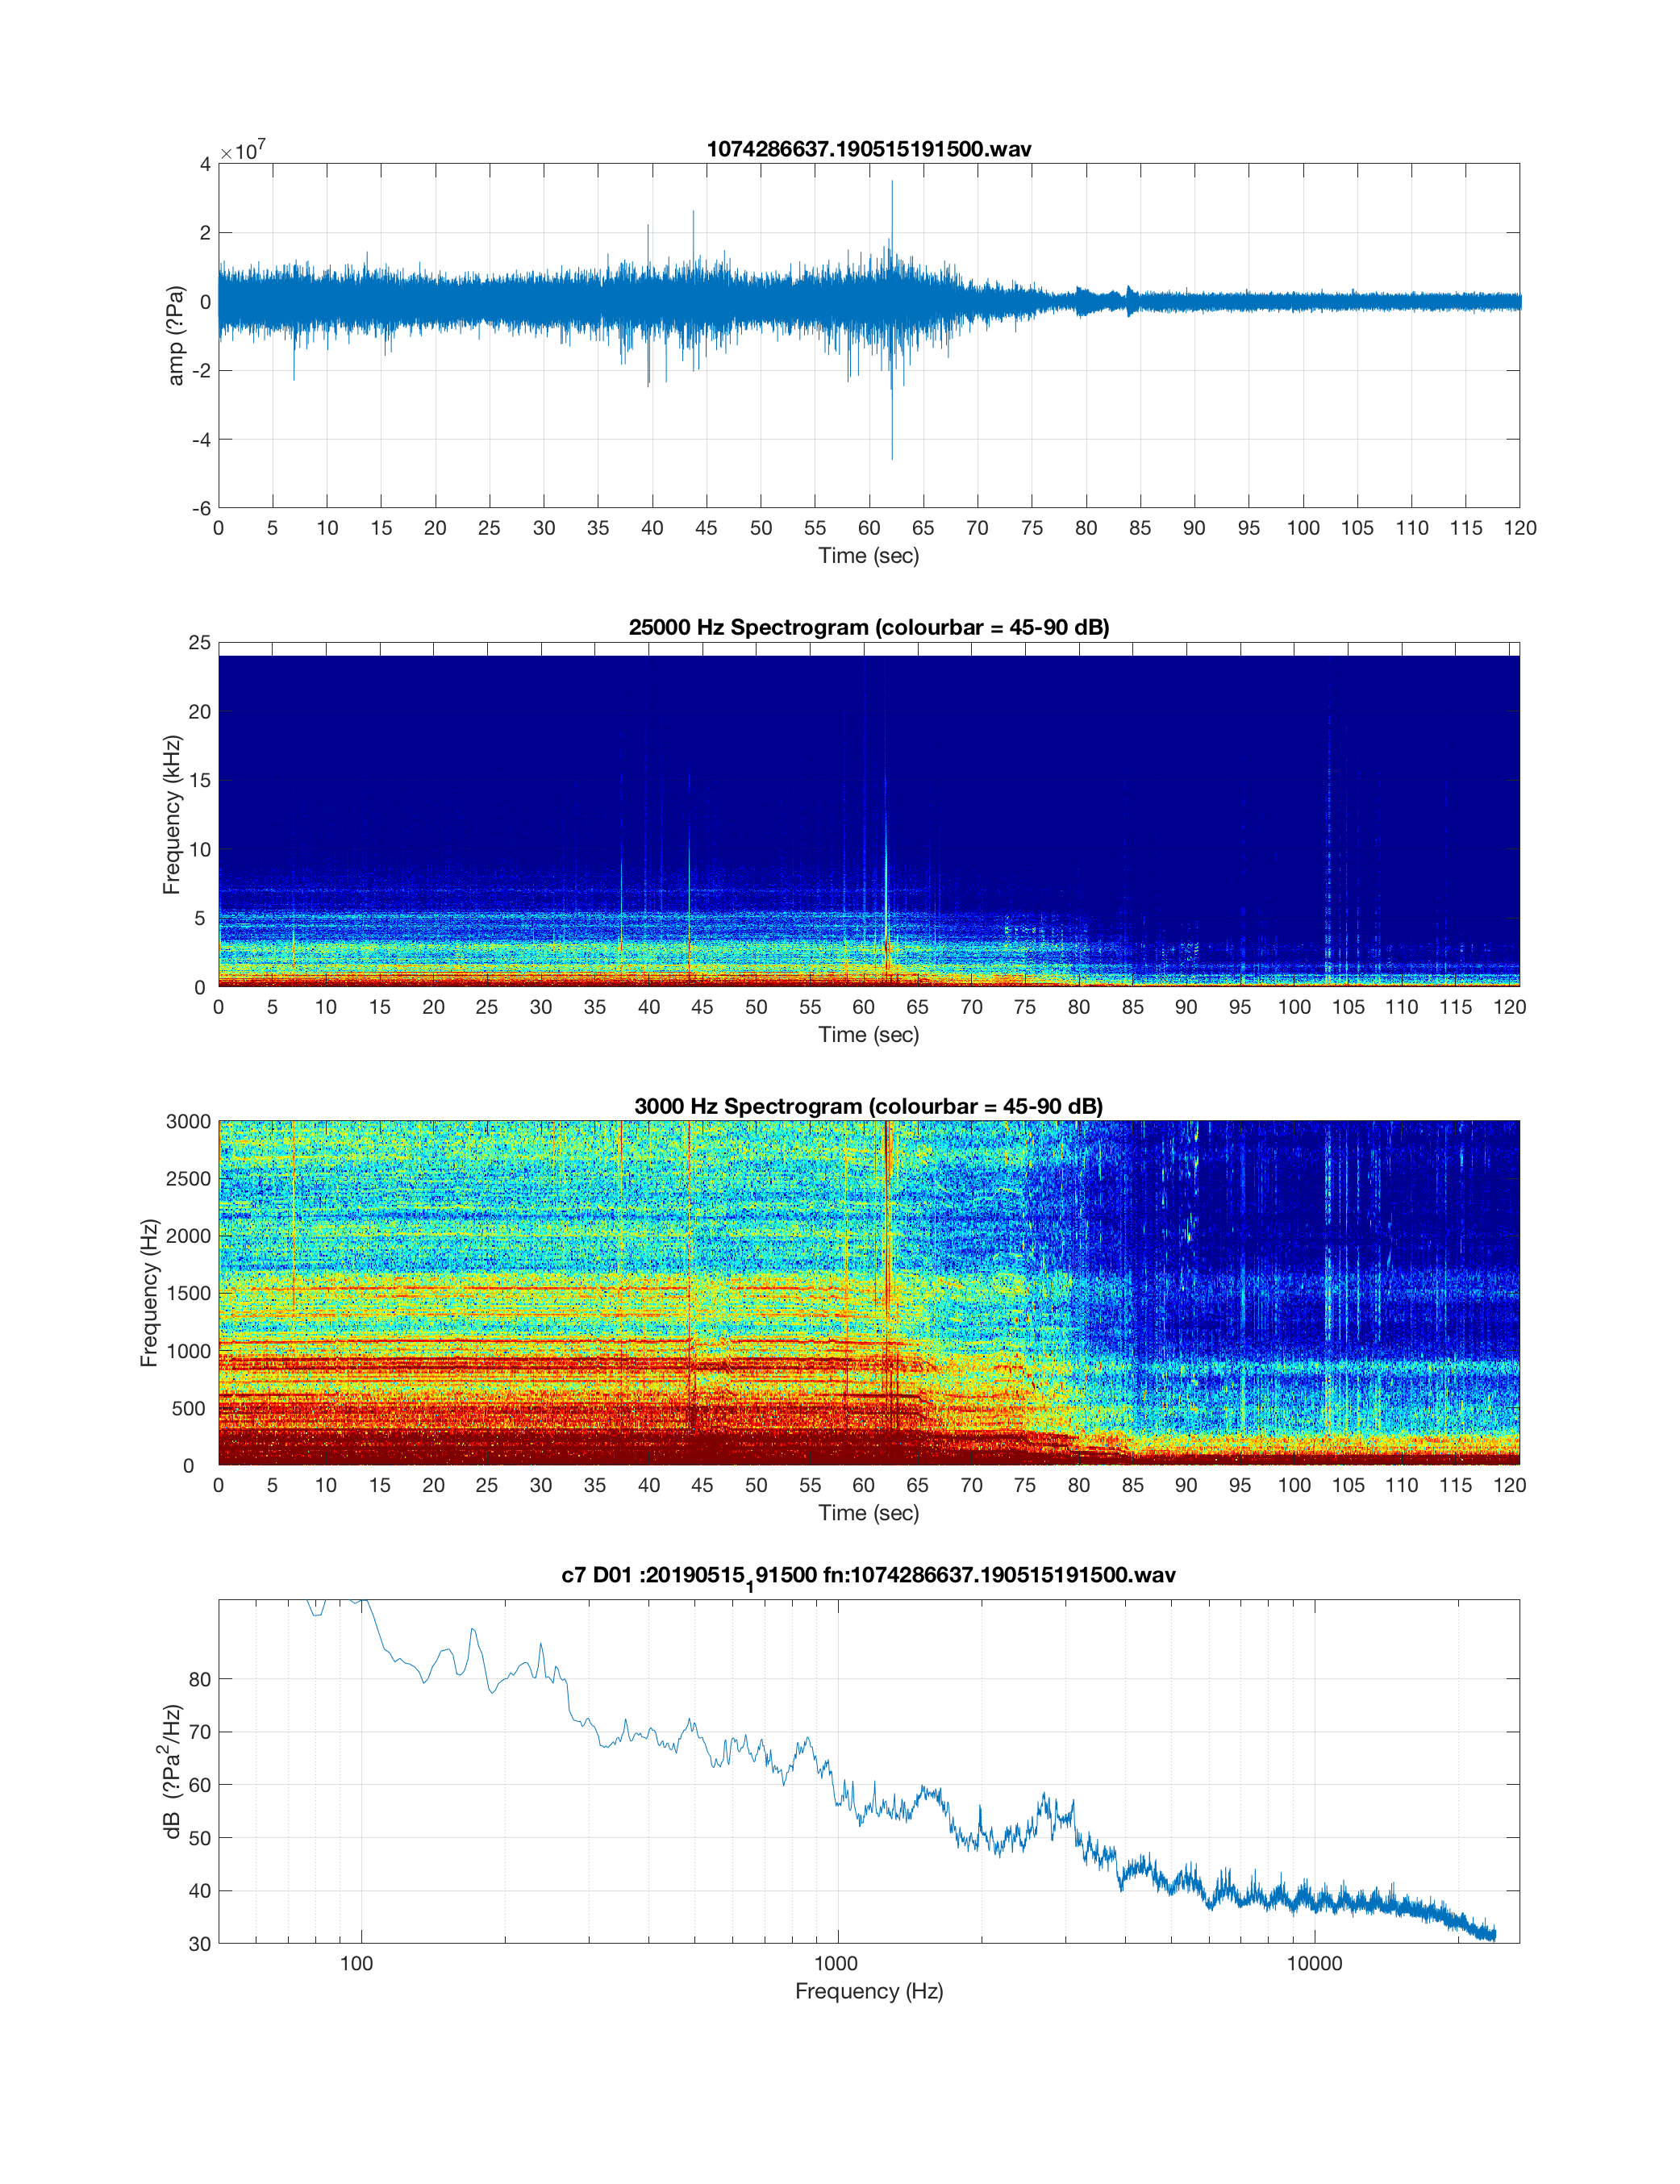 1074286637.190515191500.wav
×10⁷
4
2
0
-2
-4
-6
amp (?Pa)
0 5 10 15 20 25 30 35 40 45 50 55 60 65 70 75 80 85 90 95 100 105 110 115 120
Time (sec)
25000 Hz Spectrogram (colourbar = 45-90 dB)
25
20
15
10
5
0
Frequency (kHz)
0 5 10 15 20 25 30 35 40 45 50 55 60 65 70 75 80 85 90 95 100 105 110 115 120
Time (sec)
3000 Hz Spectrogram (colourbar = 45-90 dB)
3000
2500
2000
1500
1000
500
0
Frequency (Hz)
0 5 10 15 20 25 30 35 40 45 50 55 60 65 70 75 80 85 90 95 100 105 110 115 120
Time (sec)
c7 D01 :20190515₁91500 fn:1074286637.190515191500.wav
80
70
60
50
40
30
dB (?Pa²/Hz)
100 1000 10000
Frequency (Hz)